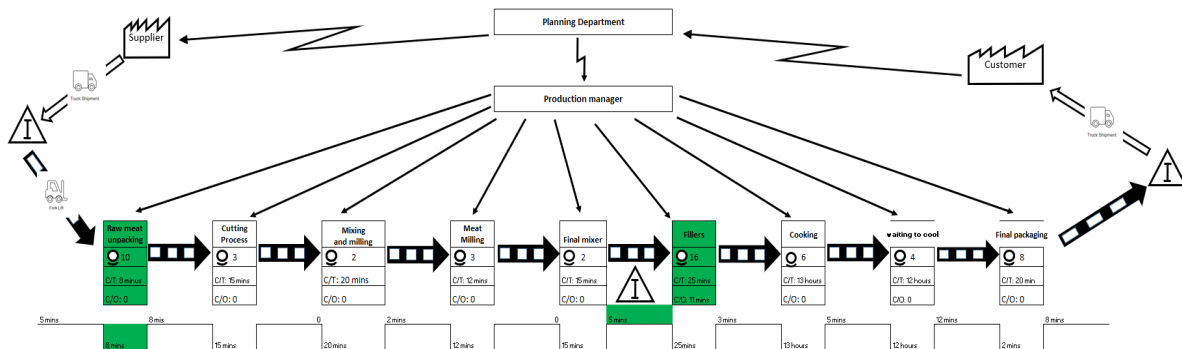 Planning Department
Supplier
Customer
Truck Shipment
Production manager
Truck Shipment
I
I
Fork Lift
Raw meat
unpacking
10
C/T: 8 minus
C/O: 0
Cutting
Process
3
C/T: 15 mins
C/O: 0
Mixing
and milling
2
C/T: 20 mins
C/O: 0
Meat
Milling
3
C/T: 12 mins
C/O: 0
Final mixer
2
C/T: 15 mins
C/O: 0
I
Fillers
16
C/T: 25 mins
C/O: 11 mins
Cooking
6
C/T: 13 hours
C/O: 0
waiting to cool
4
C/T: 12 hours
C/O: 0
Final packaging
8
C/T: 20 min
C/O: 0
5 mins 8 mis 0 2 mins 0 5 mins 3 mins 5 mins 12 mins 8 mins
8 mins 15 mins 20 mins 12 mins 15 mins 25mins 13 hours 12 hours 2 mins